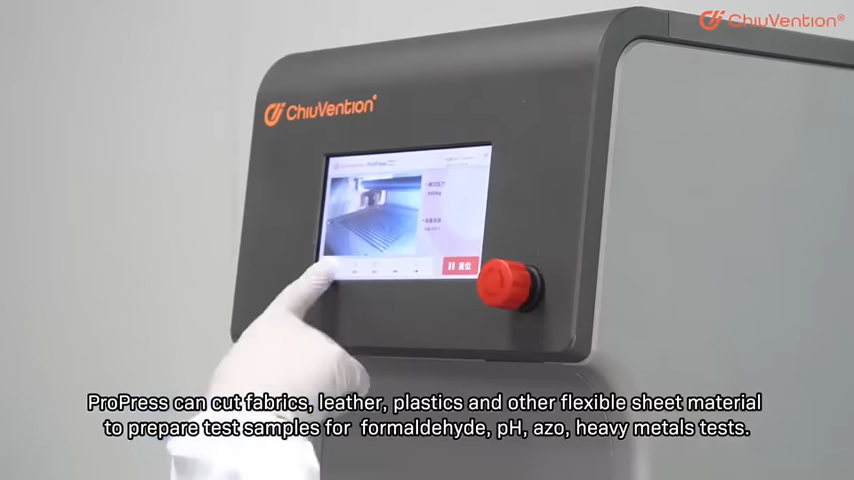 ChiuVention®
ChiuVention®
ProPress
ProPress can cut fabrics, leather, plastics and other flexible sheet material
to prepare test samples for formaldehyde, pH, azo, heavy metals tests.